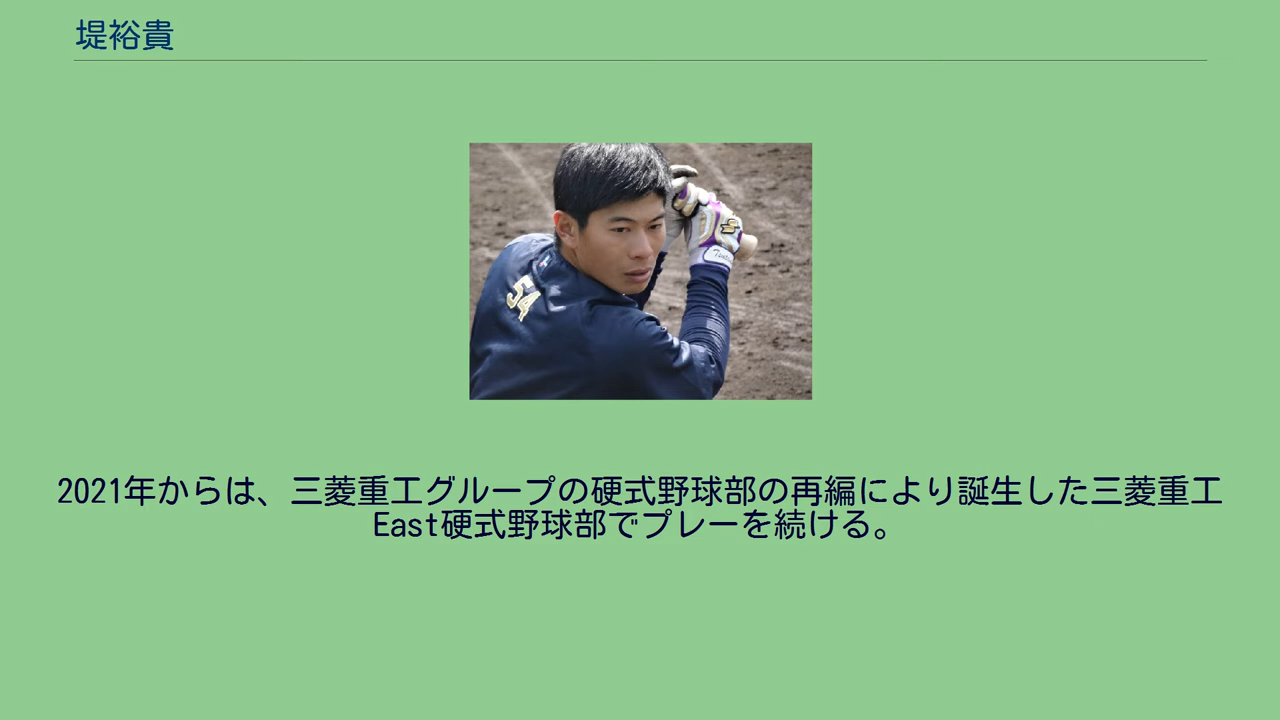 堤裕貴
54
2021年からは、三菱重工グループの硬式野球部の再編により誕生した三菱重工
East硬式野球部でプレーを続ける。